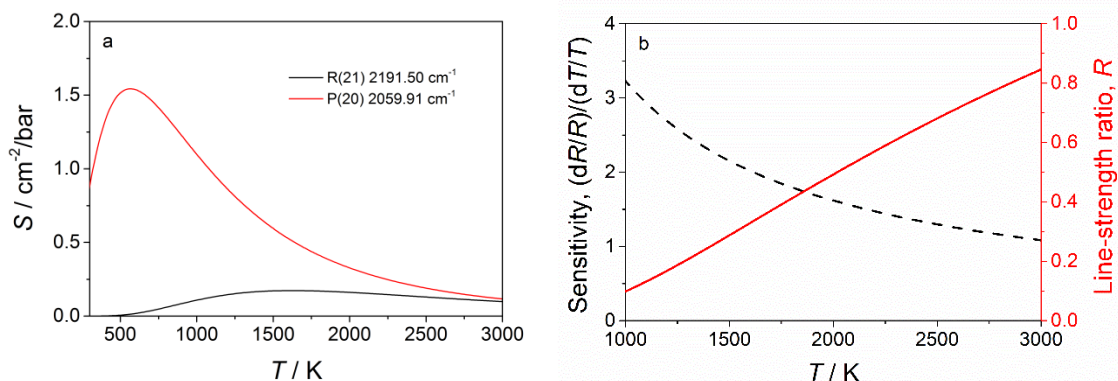 a
R(21) 2191.50 cm⁻¹
P(20) 2059.91 cm⁻¹
S / cm⁻²/bar
2.0
1.5
1.0
0.5
0.0
500 1000 1500 2000 2500 3000
T / K
b
Sensitivity, (dR/R)/(dT/T)
4
3
2
1
0
1000 1500 2000 2500 3000
T / K
1.0
0.8
0.6
0.4
0.2
0.0
Line-strength ratio, R